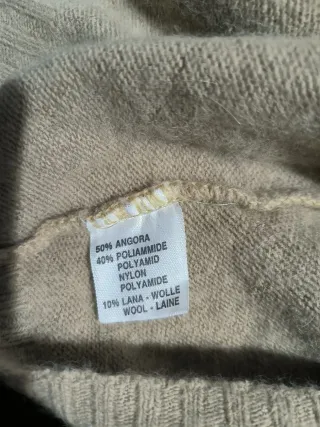 50% ANGORA
40% POLIAMMIDE
POLYAMID
NYLON
POLYAMIDE
10% LANA - WOLLE
WOOL - LAINE